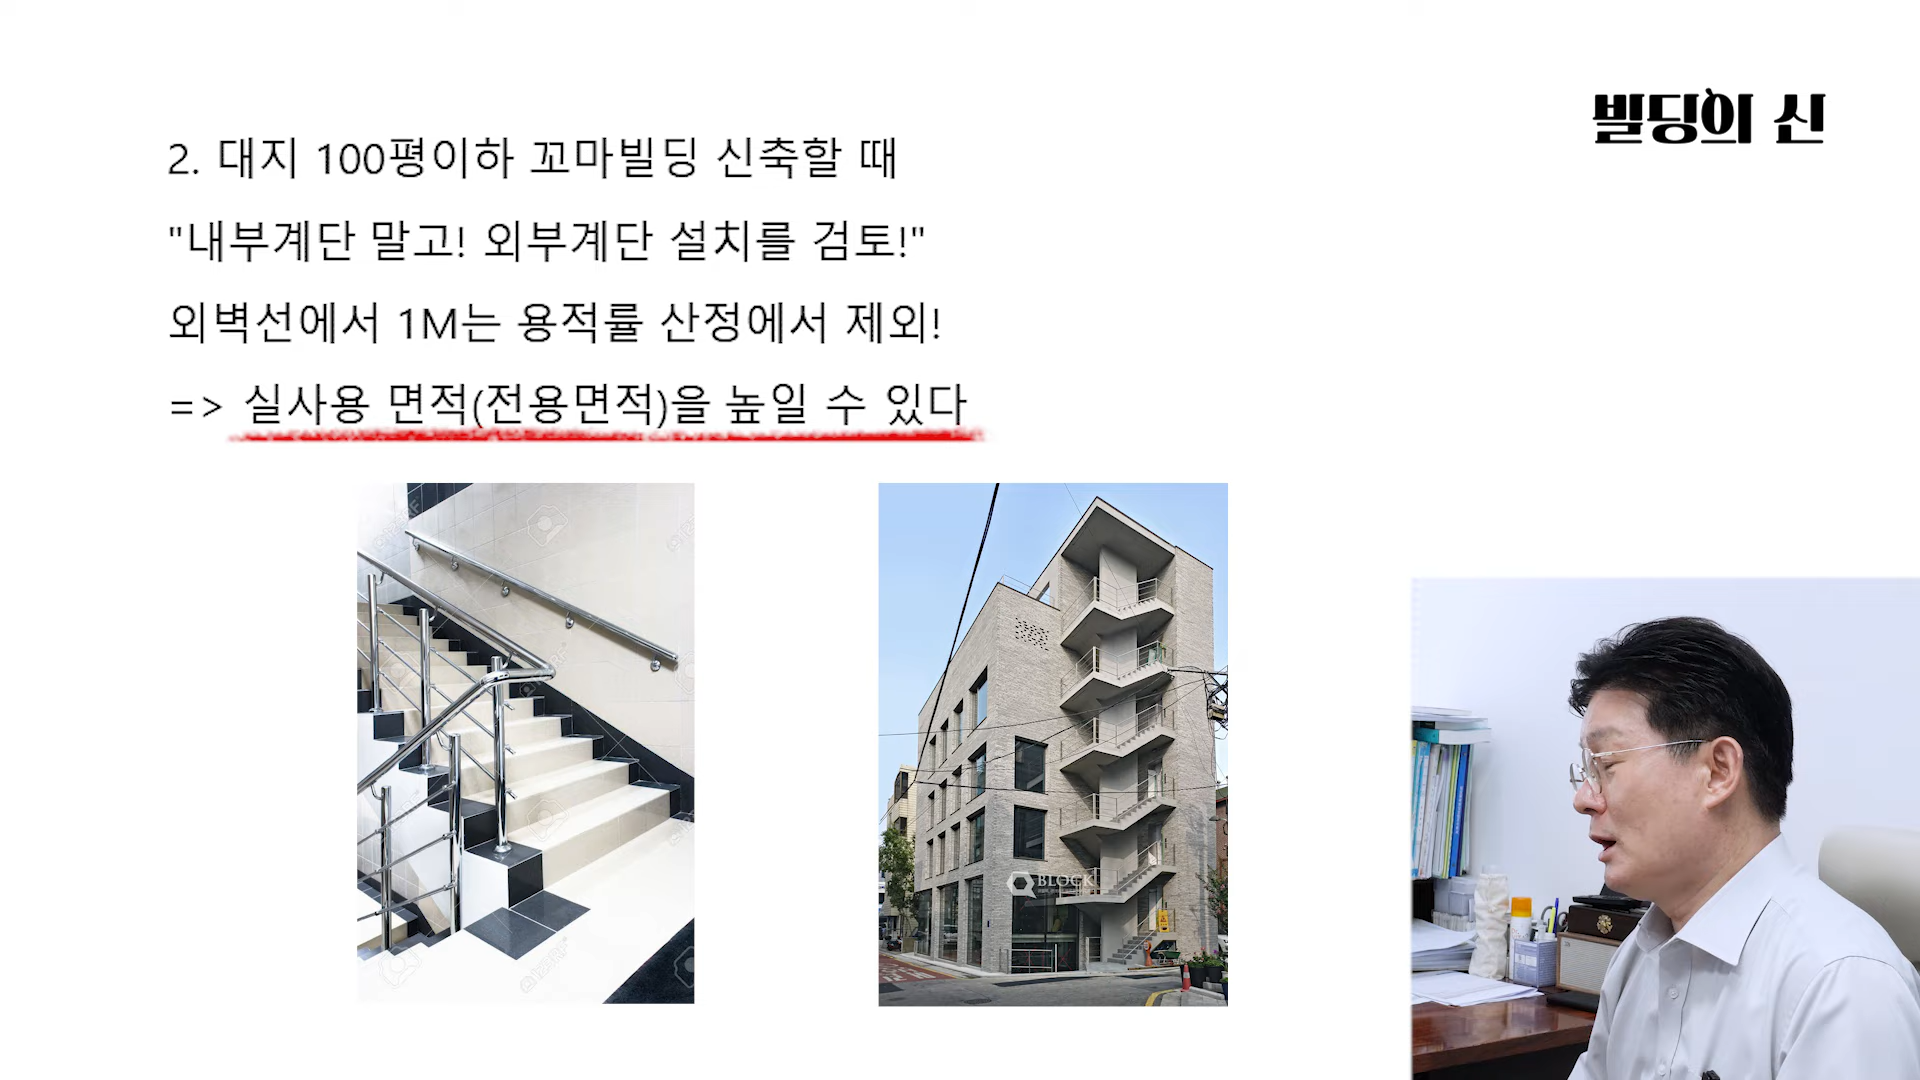 빌딩의 신
2. 대지 100평이하 꼬마빌딩 신축할 때
"내부계단 말고! 외부계단 설치를 검토!"
외벽선에서 1M는 용적률 산정에서 제외!
=> 실사용 면적(전용면적)을 높일 수 있다
BLOCK